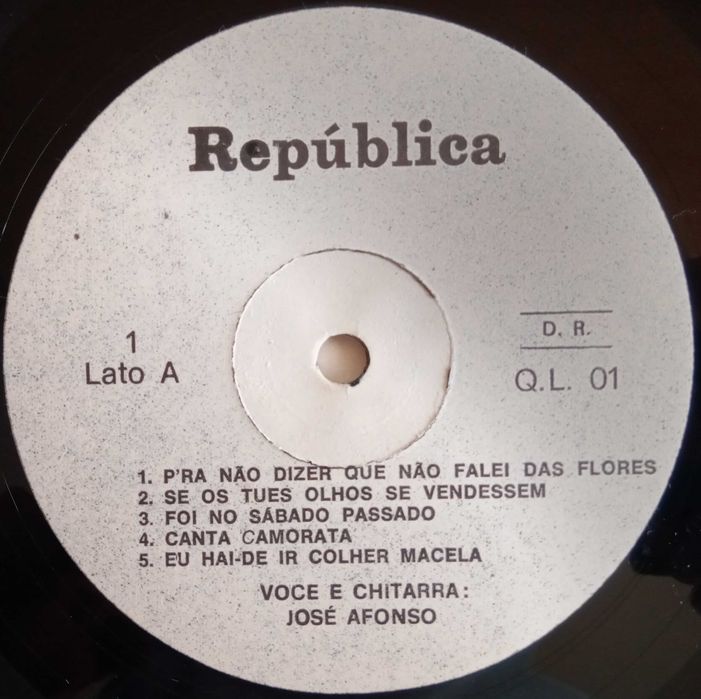 República
1
Lato A
D. R.
Q.L. 01
1. P'RA NÃO DIZER QUE NÃO FALEI DAS FLORES
2. SE OS TUES OLHOS SE VENDESSEM
3. FOI NO SÁBADO PASSADO
4. CANTA CAMORATA
5. EU HAI-DE IR COLHER MACELA
VOCE E CHITARRA:
JOSÉ AFONSO